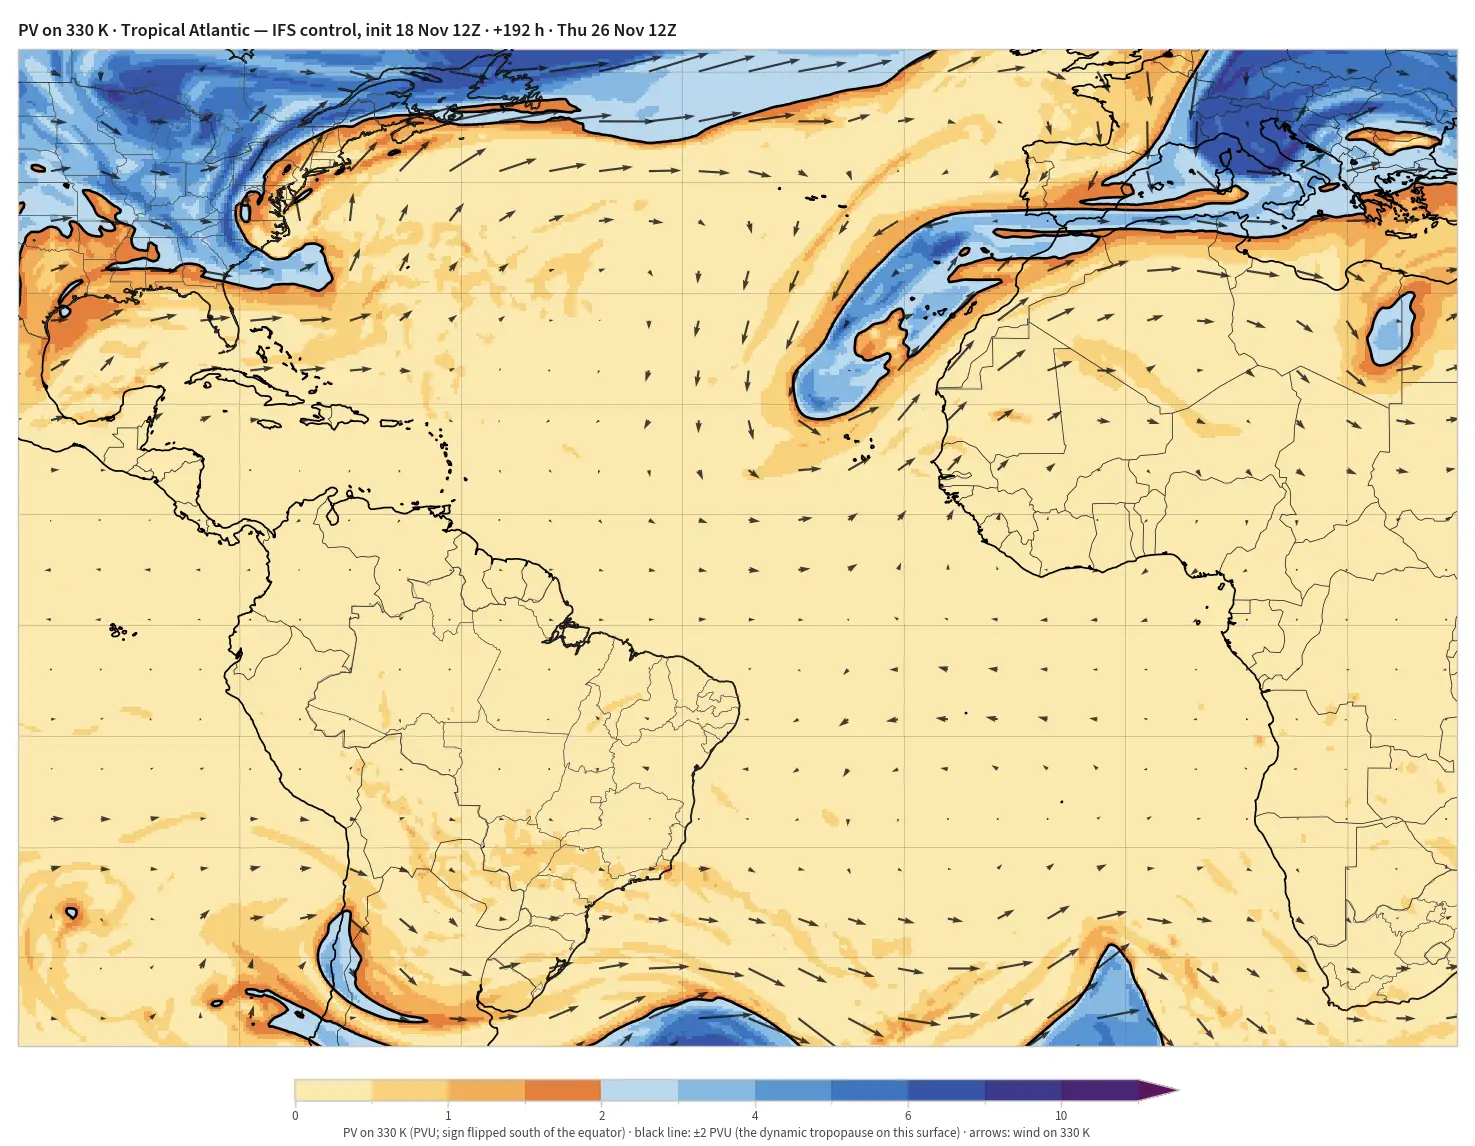 PV on 330 K · Tropical Atlantic — IFS control, init 18 Nov 12Z · +192 h · Thu 26 Nov 12Z
0 1 2 4 6 10
PV on 330 K (PVU; sign flipped south of the equator) · black line: ±2 PVU (the dynamic tropopause on this surface) · arrows: wind on 330 K